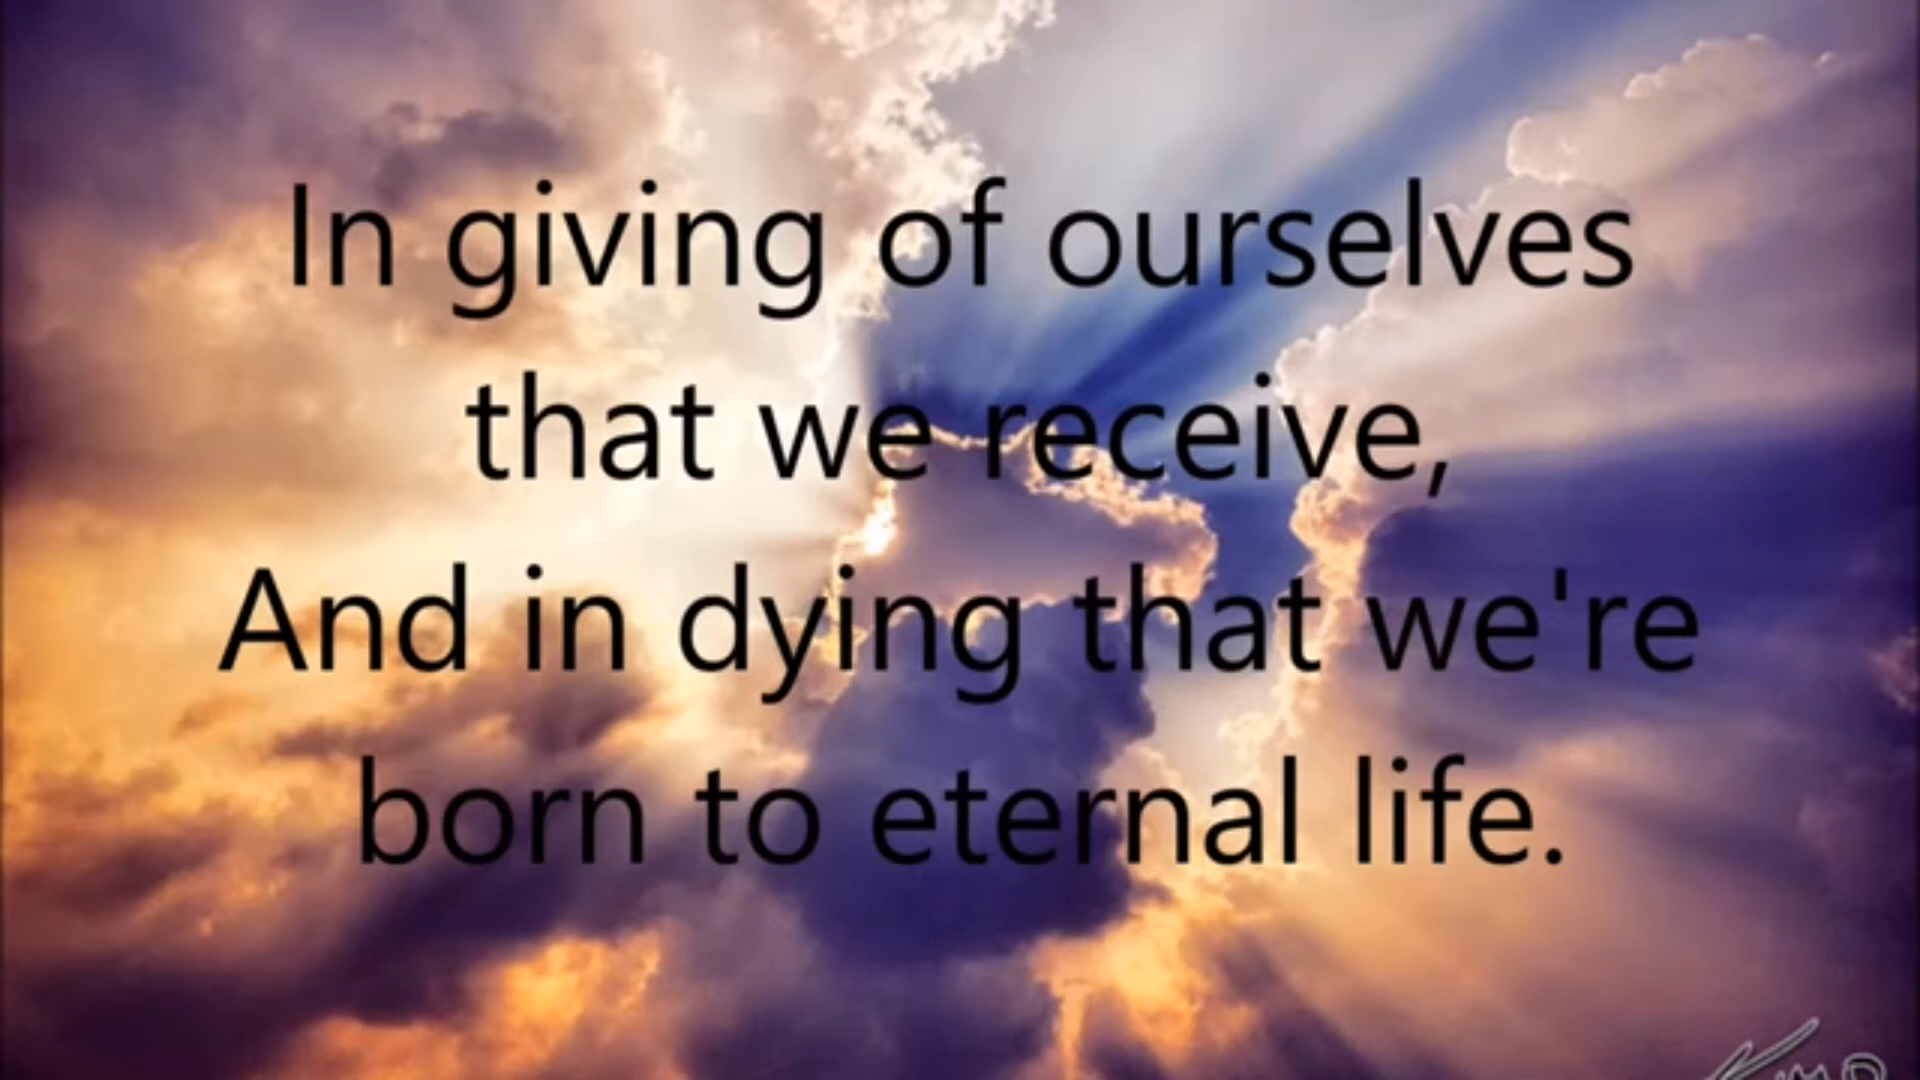 In giving of ourselves
that we receive,
And in dying that we're
born to eternal life.